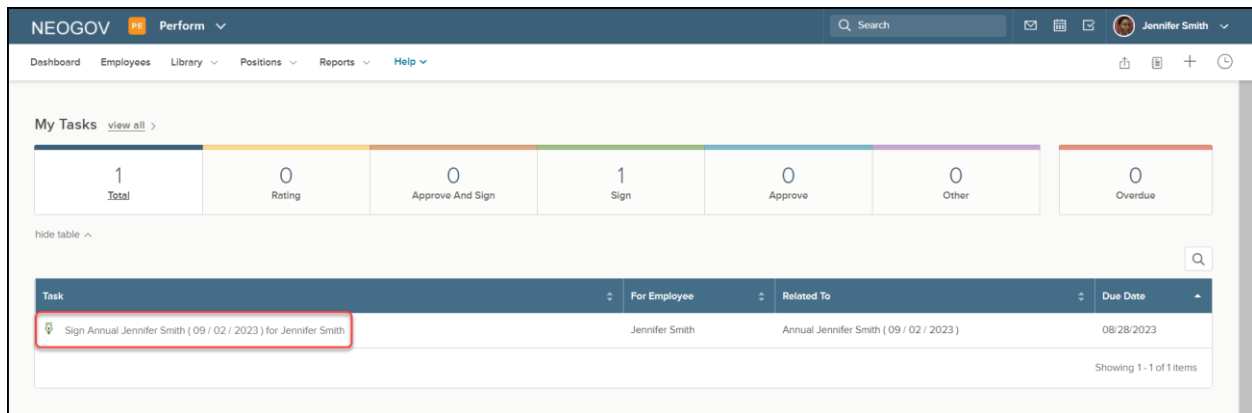 NEOGOV PE Perform Search Jennifer Smith
Dashboard Employees Library Positions Reports Help
My Tasks view all >
1 0 0 1 0 0 0
Total Rating Approve And Sign Sign Approve Other Overdue
hide table
Task For Employee Related To Due Date
Sign Annual Jennifer Smith ( 09 / 02 / 2023 ) for Jennifer Smith Jennifer Smith Annual Jennifer Smith ( 09 / 02 / 2023 ) 08/28/2023
Showing 1 - 1 of 1 items